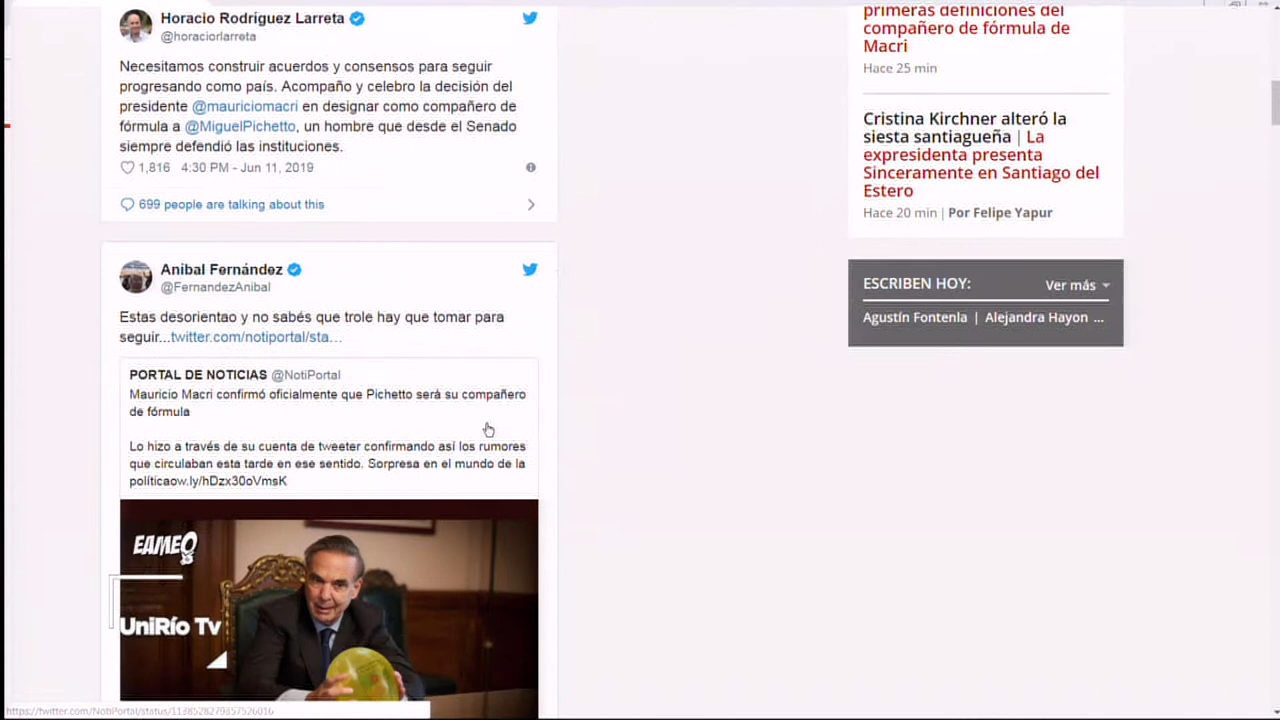 Horacio Rodríguez Larreta
@horaciorlarreta
Necesitamos construir acuerdos y consensos para seguir
progresando como país. Acompaño y celebro la decisión del
presidente @mauriciomacri en designar como compañero de
fórmula a @MiguelPichetto, un hombre que desde el Senado
siempre defendió las instituciones.
1,816 4:30 PM - Jun 11, 2019
699 people are talking about this
Anibal Fernández
@FernandezAnibal
Estas desorientao y no sabés que trole hay que tomar para
seguir...twitter.com/notiportal/sta…
PORTAL DE NOTICIAS @NotiPortal
Mauricio Macri confirmó oficialmente que Pichetto será su compañero
de fórmula
Lo hizo a través de su cuenta de tweeter confirmando así los rumores
que circulaban esta tarde en ese sentido. Sorpresa en el mundo de la
políticaow.ly/hDzx30oVmsK
EAMEO
UniRío Tv
https://twitter.com/NotiPortal/status/1138528279357526016
primeras definiciones del
compañero de fórmula de
Macri
Hace 25 min
Cristina Kirchner alteró la
siesta santiagueña | La
expresidenta presenta
Sinceramente en Santiago del
Estero
Hace 20 min | Por Felipe Yapur
ESCRIBEN HOY:
Ver más
Agustín Fontenla | Alejandra Hayon ...